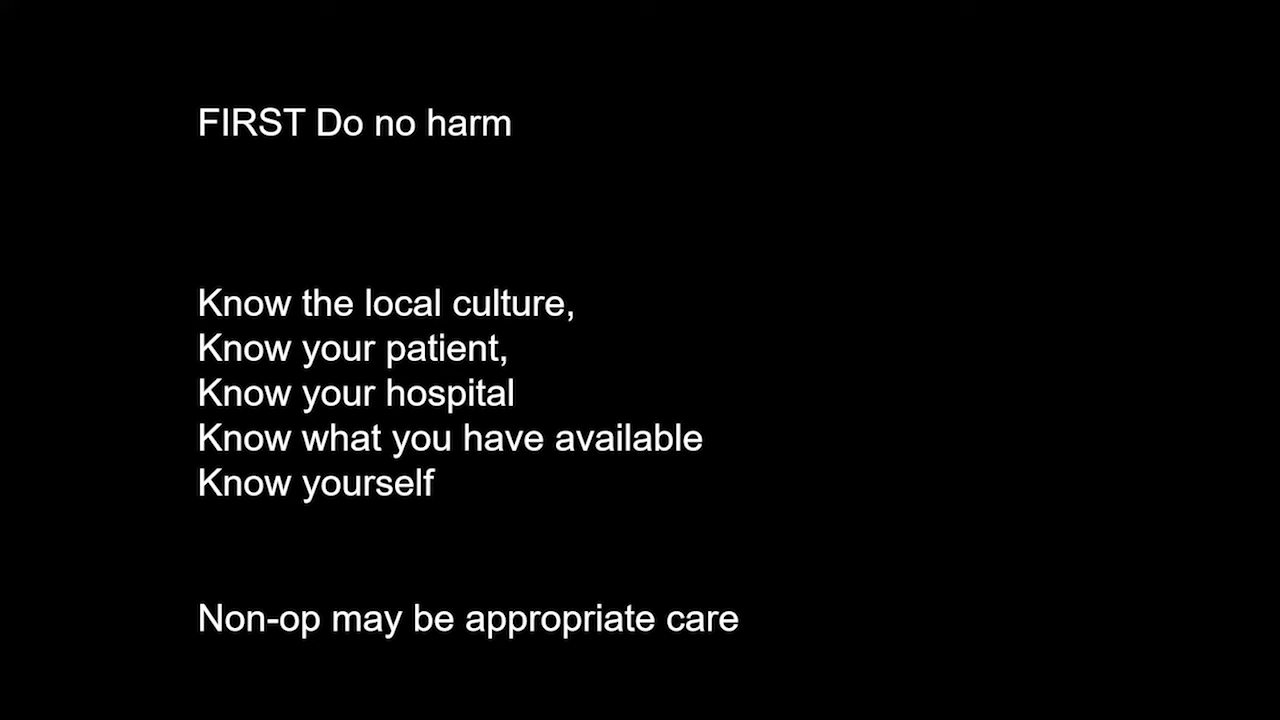 FIRST Do no harm
Know the local culture,
Know your patient,
Know your hospital
Know what you have available
Know yourself
Non-op may be appropriate care